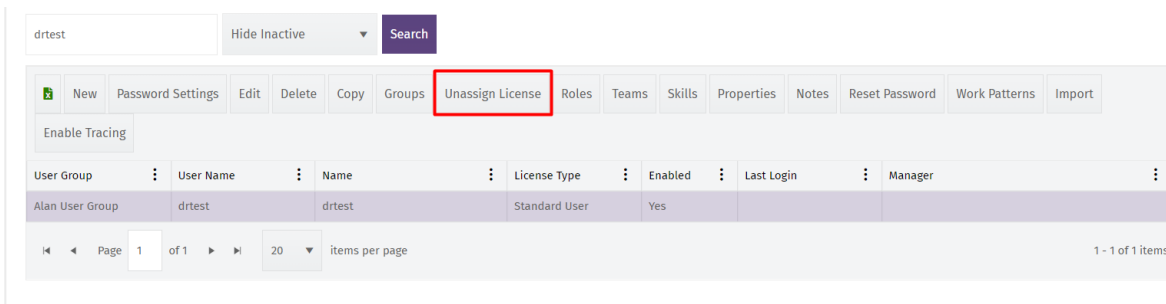 drtest Hide Inactive Search
New Password Settings Edit Delete Copy Groups Unassign License Roles Teams Skills Properties Notes Reset Password Work Patterns Import
Enable Tracing
User Group User Name Name License Type Enabled Last Login Manager
Alan User Group drtest drtest Standard User Yes
Page 1 of 1 20 items per page 1 - 1 of 1 items